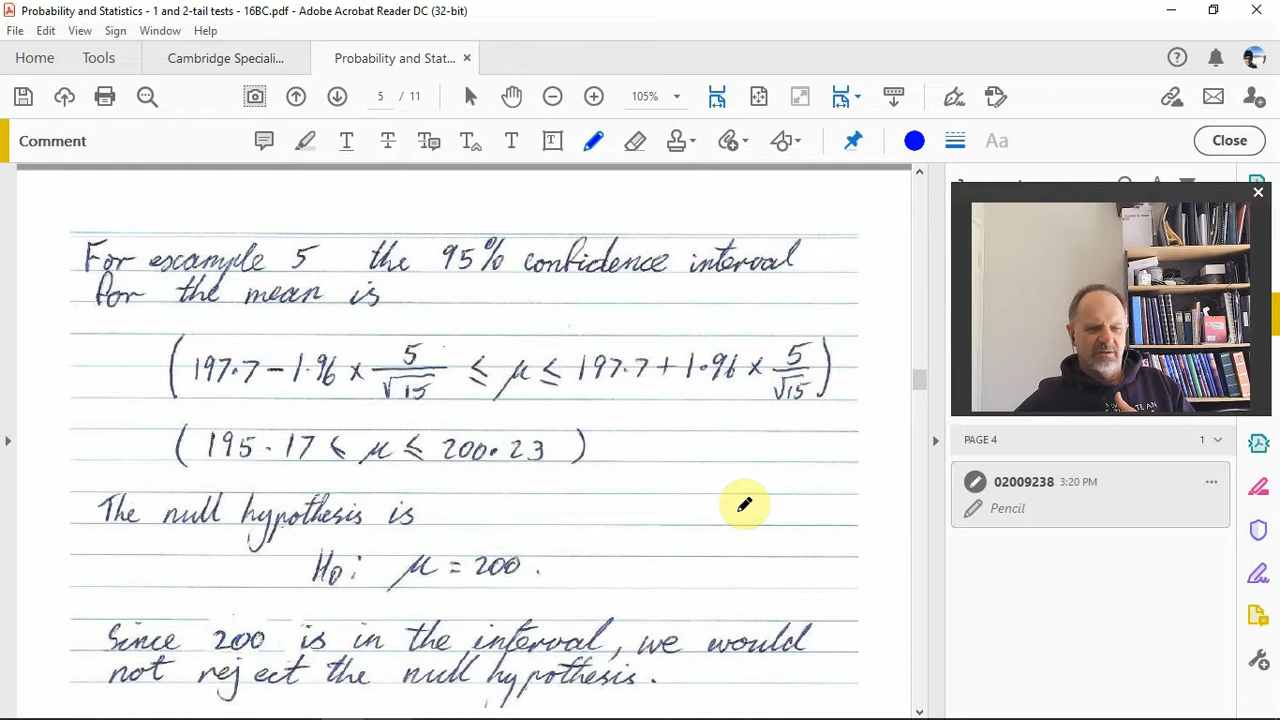 Probability and Statistics - 1 and 2-tail tests - 16BC.pdf - Adobe Acrobat Reader DC (32-bit)
File Edit View Sign Window Help
Home Tools Cambridge Speciali... Probability and Stat... ×
5 / 11 105%
Comment Close
For example 5 the 95% confidence interval
for the mean is
(197.7 - 1.96 × 5/√15 ≤ μ ≤ 197.7 + 1.96 × 5/√15)
(195.17 ≤ μ ≤ 200.23)
The null hypothesis is
H0: μ = 200.
Since 200 is in the interval, we would
not reject the null hypothesis.
PAGE 4 1
02009238 3:20 PM
Pencil